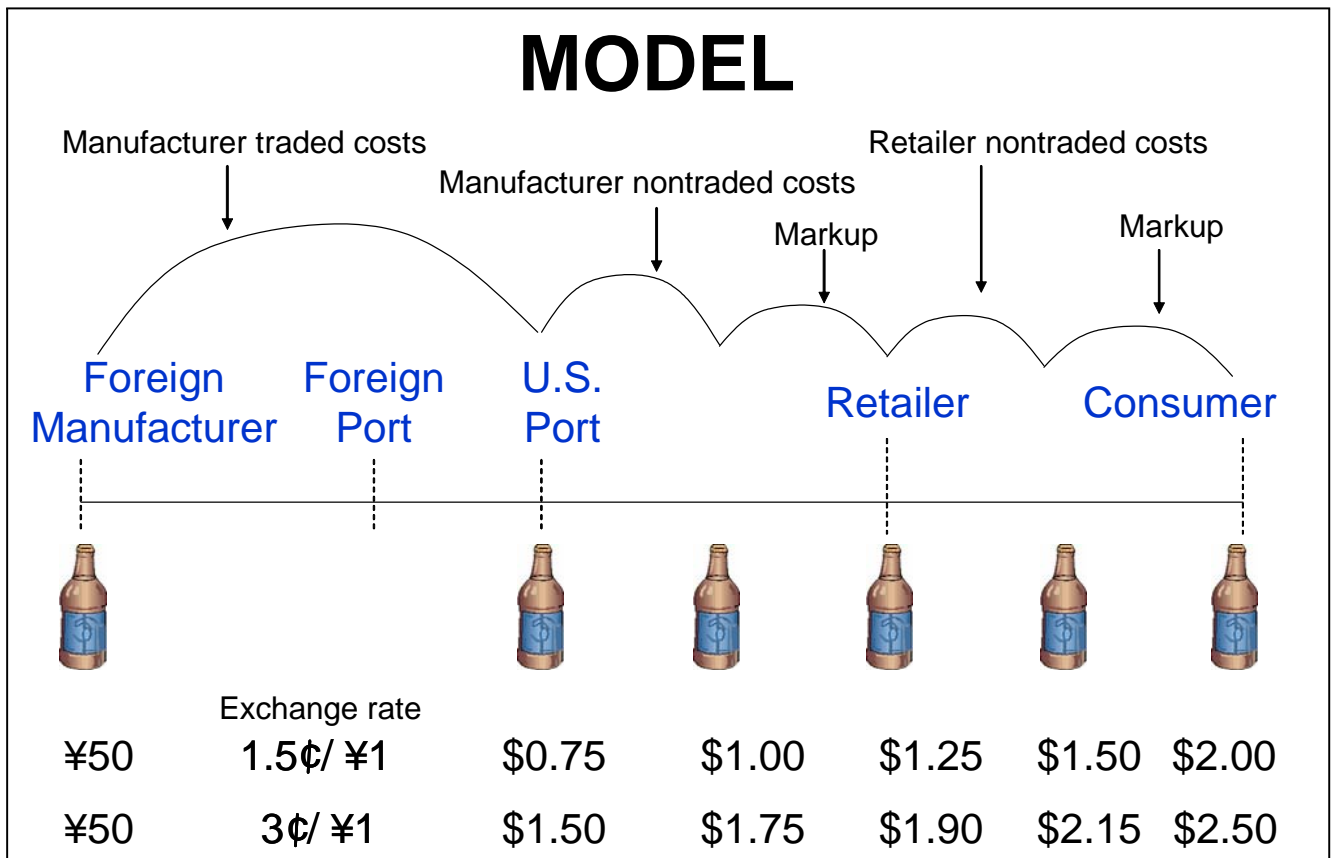 MODEL
Manufacturer traded costs
Retailer nontraded costs
Manufacturer nontraded costs
Markup
Markup
Foreign
Manufacturer
Foreign
Port
U.S.
Port
Retailer
Consumer
Exchange rate
¥50 1.5¢/ ¥1 $0.75 $1.00 $1.25 $1.50 $2.00
¥50 3¢/ ¥1 $1.50 $1.75 $1.90 $2.15 $2.50